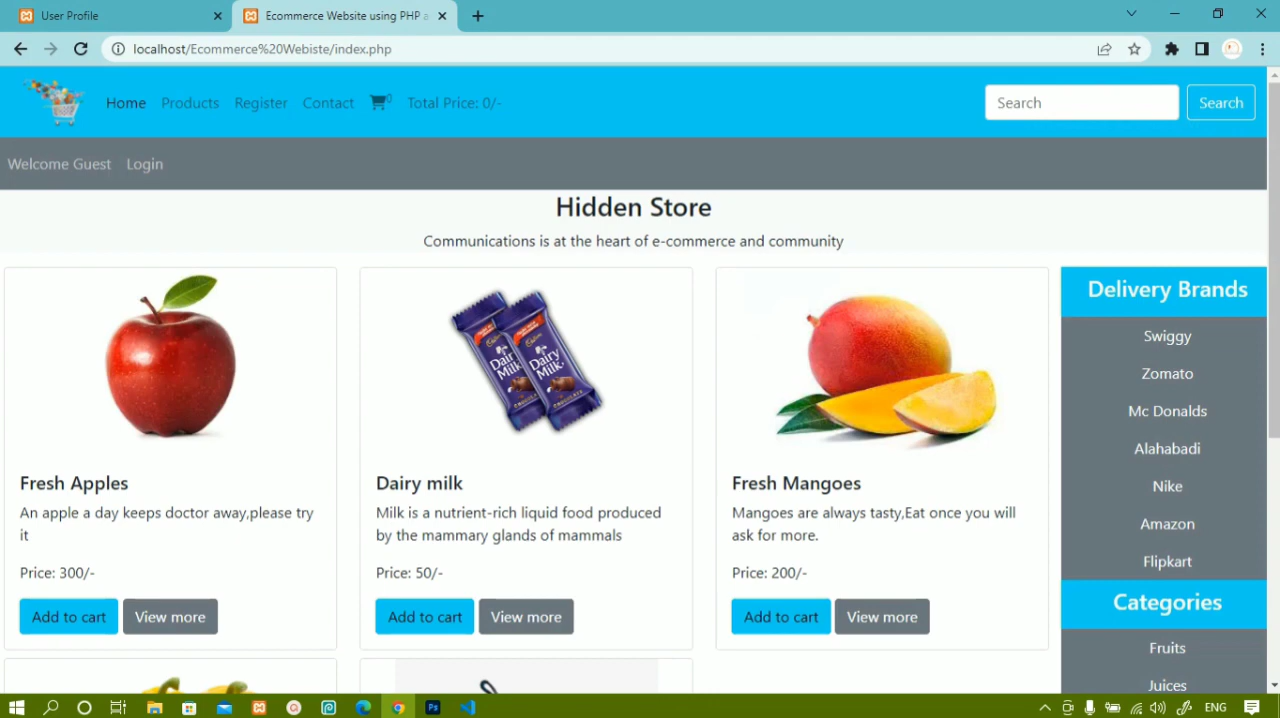 User Profile
Ecommerce Website using PHP a
localhost/Ecommerce%20Webiste/index.php
Home Products Register Contact 0 Total Price: 0/-
Search Search
Welcome Guest Login
Hidden Store
Communications is at the heart of e-commerce and community
Dairy Milk
Dairy Milk
Fresh Apples
An apple a day keeps doctor away,please try
it
Price: 300/-
Add to cart View more
Dairy milk
Milk is a nutrient-rich liquid food produced
by the mammary glands of mammals
Price: 50/-
Add to cart View more
Fresh Mangoes
Mangoes are always tasty,Eat once you will
ask for more.
Price: 200/-
Add to cart View more
Delivery Brands
Swiggy
Zomato
Mc Donalds
Alahabadi
Nike
Amazon
Flipkart
Categories
Fruits
Juices
Ps
ENG